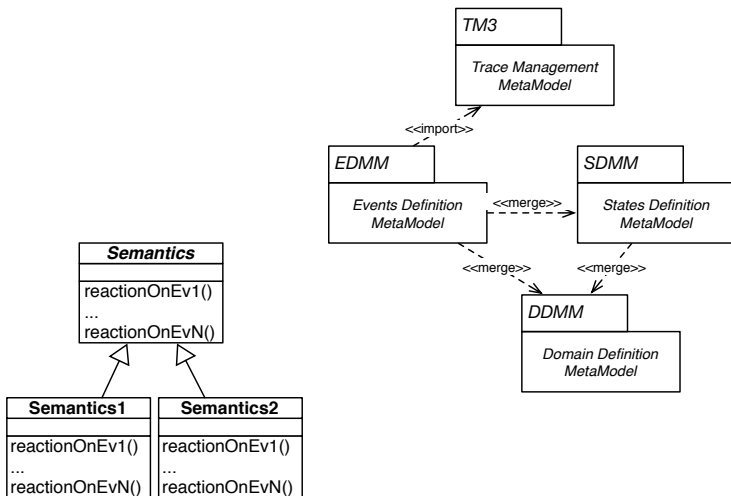 TM3
Trace Management
MetaModel
<<import>>
EDMM
Events Definition
MetaModel
<<merge>>
SDMM
States Definition
MetaModel
<<merge>>
<<merge>>
DDMM
Domain Definition
MetaModel
Semantics
reactionOnEv1()
...
reactionOnEvN()
Semantics1
reactionOnEv1()
...
reactionOnEvN()
Semantics2
reactionOnEv1()
...
reactionOnEvN()